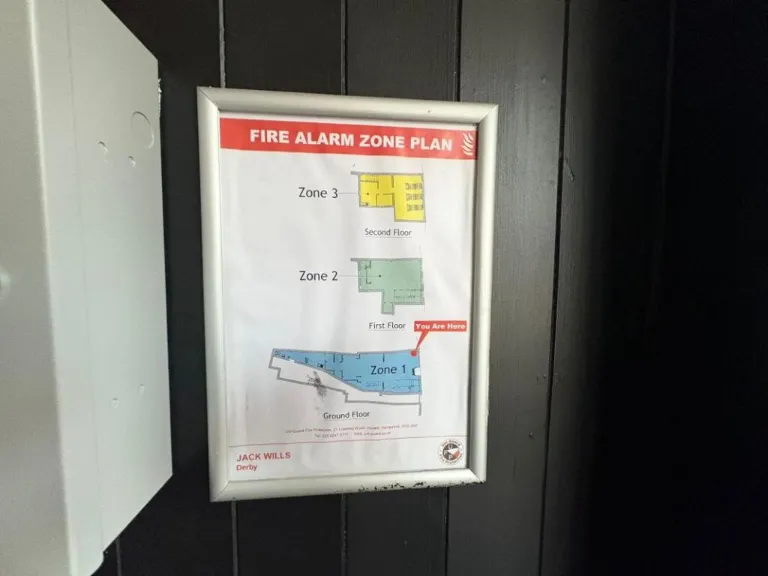 FIRE ALARM ZONE PLAN
Zone 3
Second Floor
Zone 2
First Floor
You Are Here
Zone 1
Ground Floor
JACK WILLS
Derby